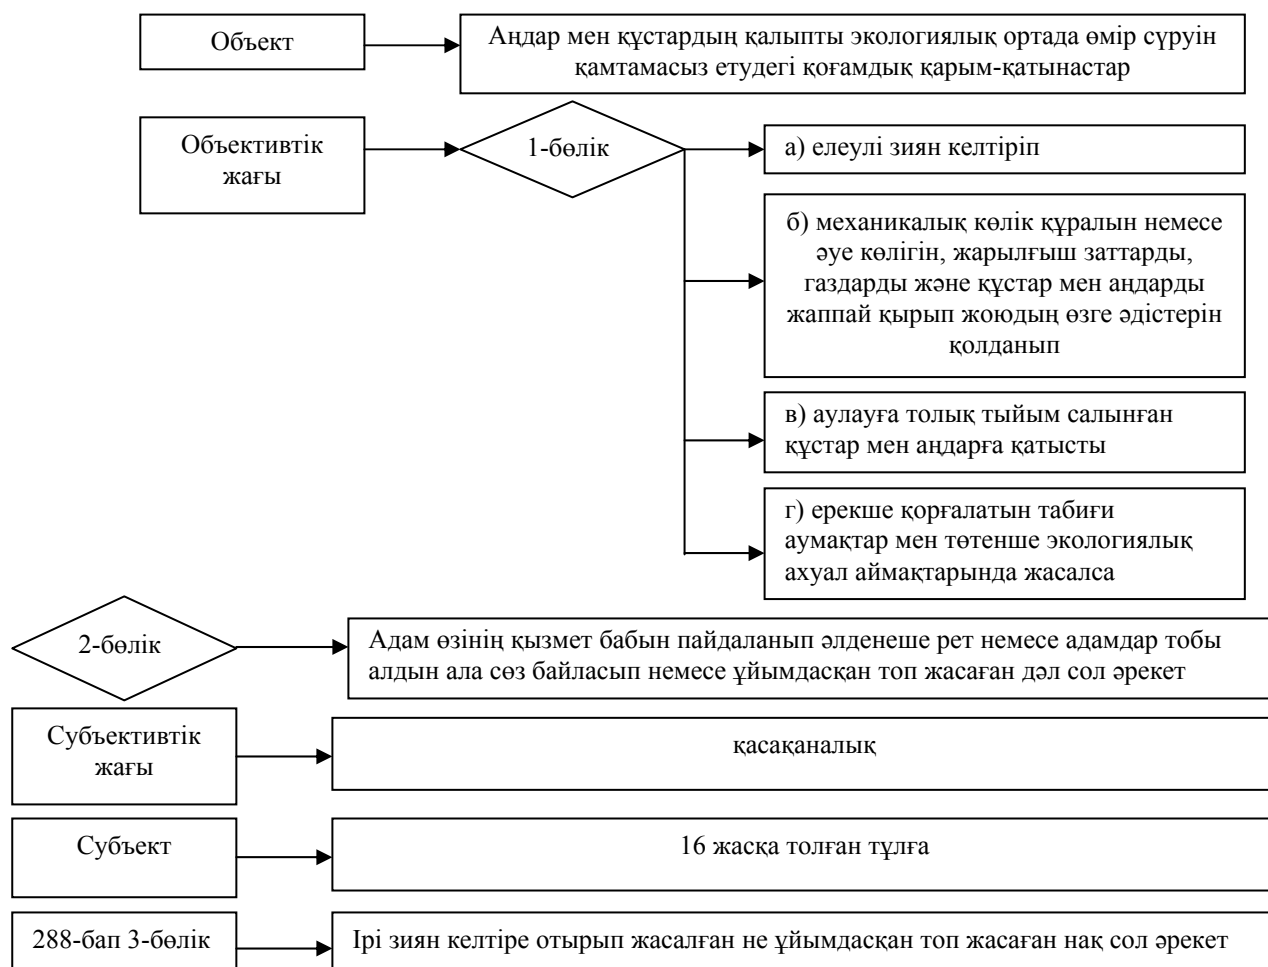 Объект
Аңдар мен құстардың қалыпты экологиялық ортада өмір сүруін
қамтамасыз етудегі қоғамдық қарым-қатынастар
Объективтік
жағы
1-бөлік
а) елеулі зиян келтіріп
б) механикалық көлік құралын немесе
әуе көлігін, жарылғыш заттарды,
газдарды және құстар мен аңдарды
жаппай қырып жоюдың өзге әдістерін
қолданып
в) аулауға толық тыйым салынған
құстар мен аңдарға қатысты
г) ерекше қорғалатын табиғи
аумақтар мен төтенше экологиялық
ахуал аймақтарында жасалса
2-бөлік
Адам өзінің қызмет бабын пайдаланып әлденеше рет немесе адамдар тобы
алдын ала сөз байласып немесе ұйымдасқан топ жасаған дәл сол әрекет
Субъективтік
жағы
қасақаналық
Субъект
16 жасқа толған тұлға
288-бап 3-бөлік
Ірі зиян келтіре отырып жасалған не ұйымдасқан топ жасаған нақ сол әрекет